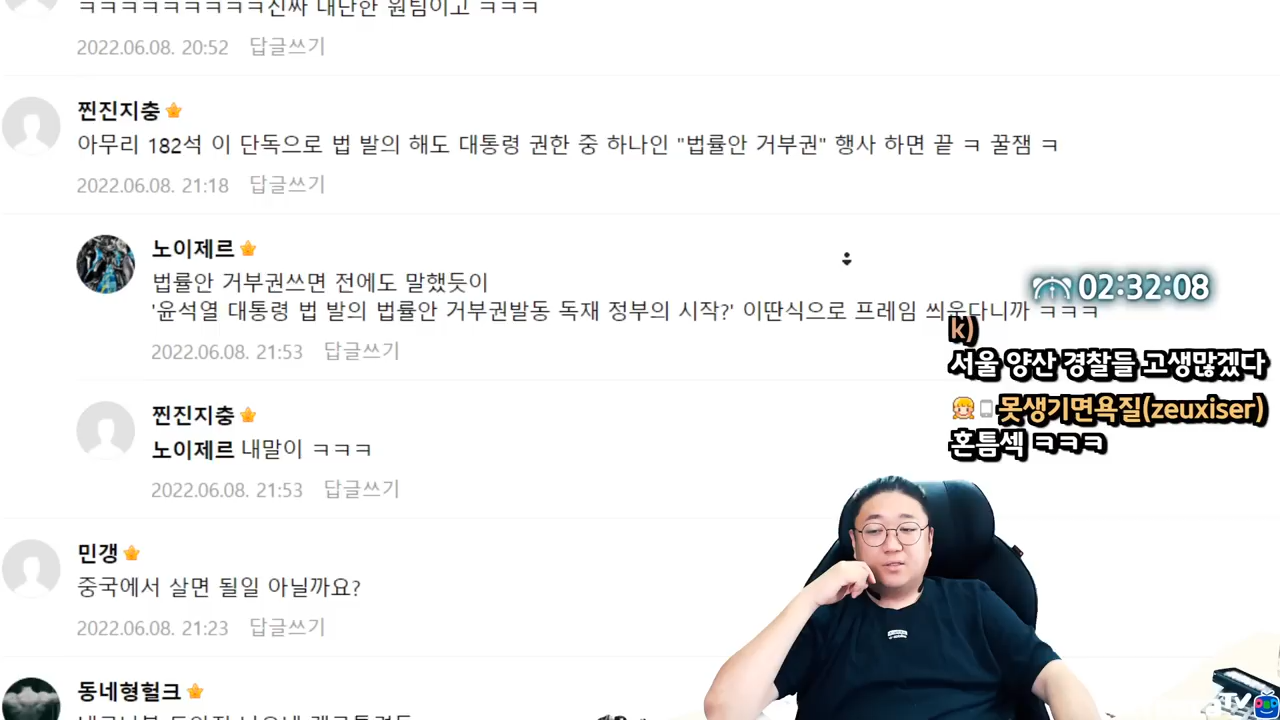 ㅋㅋㅋㅋㅋㅋㅋㅋㅋ진짜 대단한 원팀이고 ㅋㅋㅋ
2022.06.08. 20:52 답글쓰기
찐진지충
아무리 182석 이 단독으로 법 발의 해도 대통령 권한 중 하나인 "법률안 거부권" 행사 하면 끝 ㅋ 꿀잼 ㅋ
2022.06.08. 21:18 답글쓰기
노이제르
법률안 거부권쓰면 전에도 말했듯이
'윤석열 대통령 법 발의 법률안 거부권발동 독재 정부의 시작?' 이딴식으로 프레임 씌운다니까 ㅋㅋㅋ
2022.06.08. 21:53 답글쓰기
02:32:08
k)
서울 양산 경찰들 고생많겠다
못생기면욕질(zeuxiser)
혼틈섹 ㅋㅋㅋ
찐진지충
노이제르 내말이 ㅋㅋㅋ
2022.06.08. 21:53 답글쓰기
민갱
중국에서 살면 될일 아닐까요?
2022.06.08. 21:23 답글쓰기
동네형헐크
TV